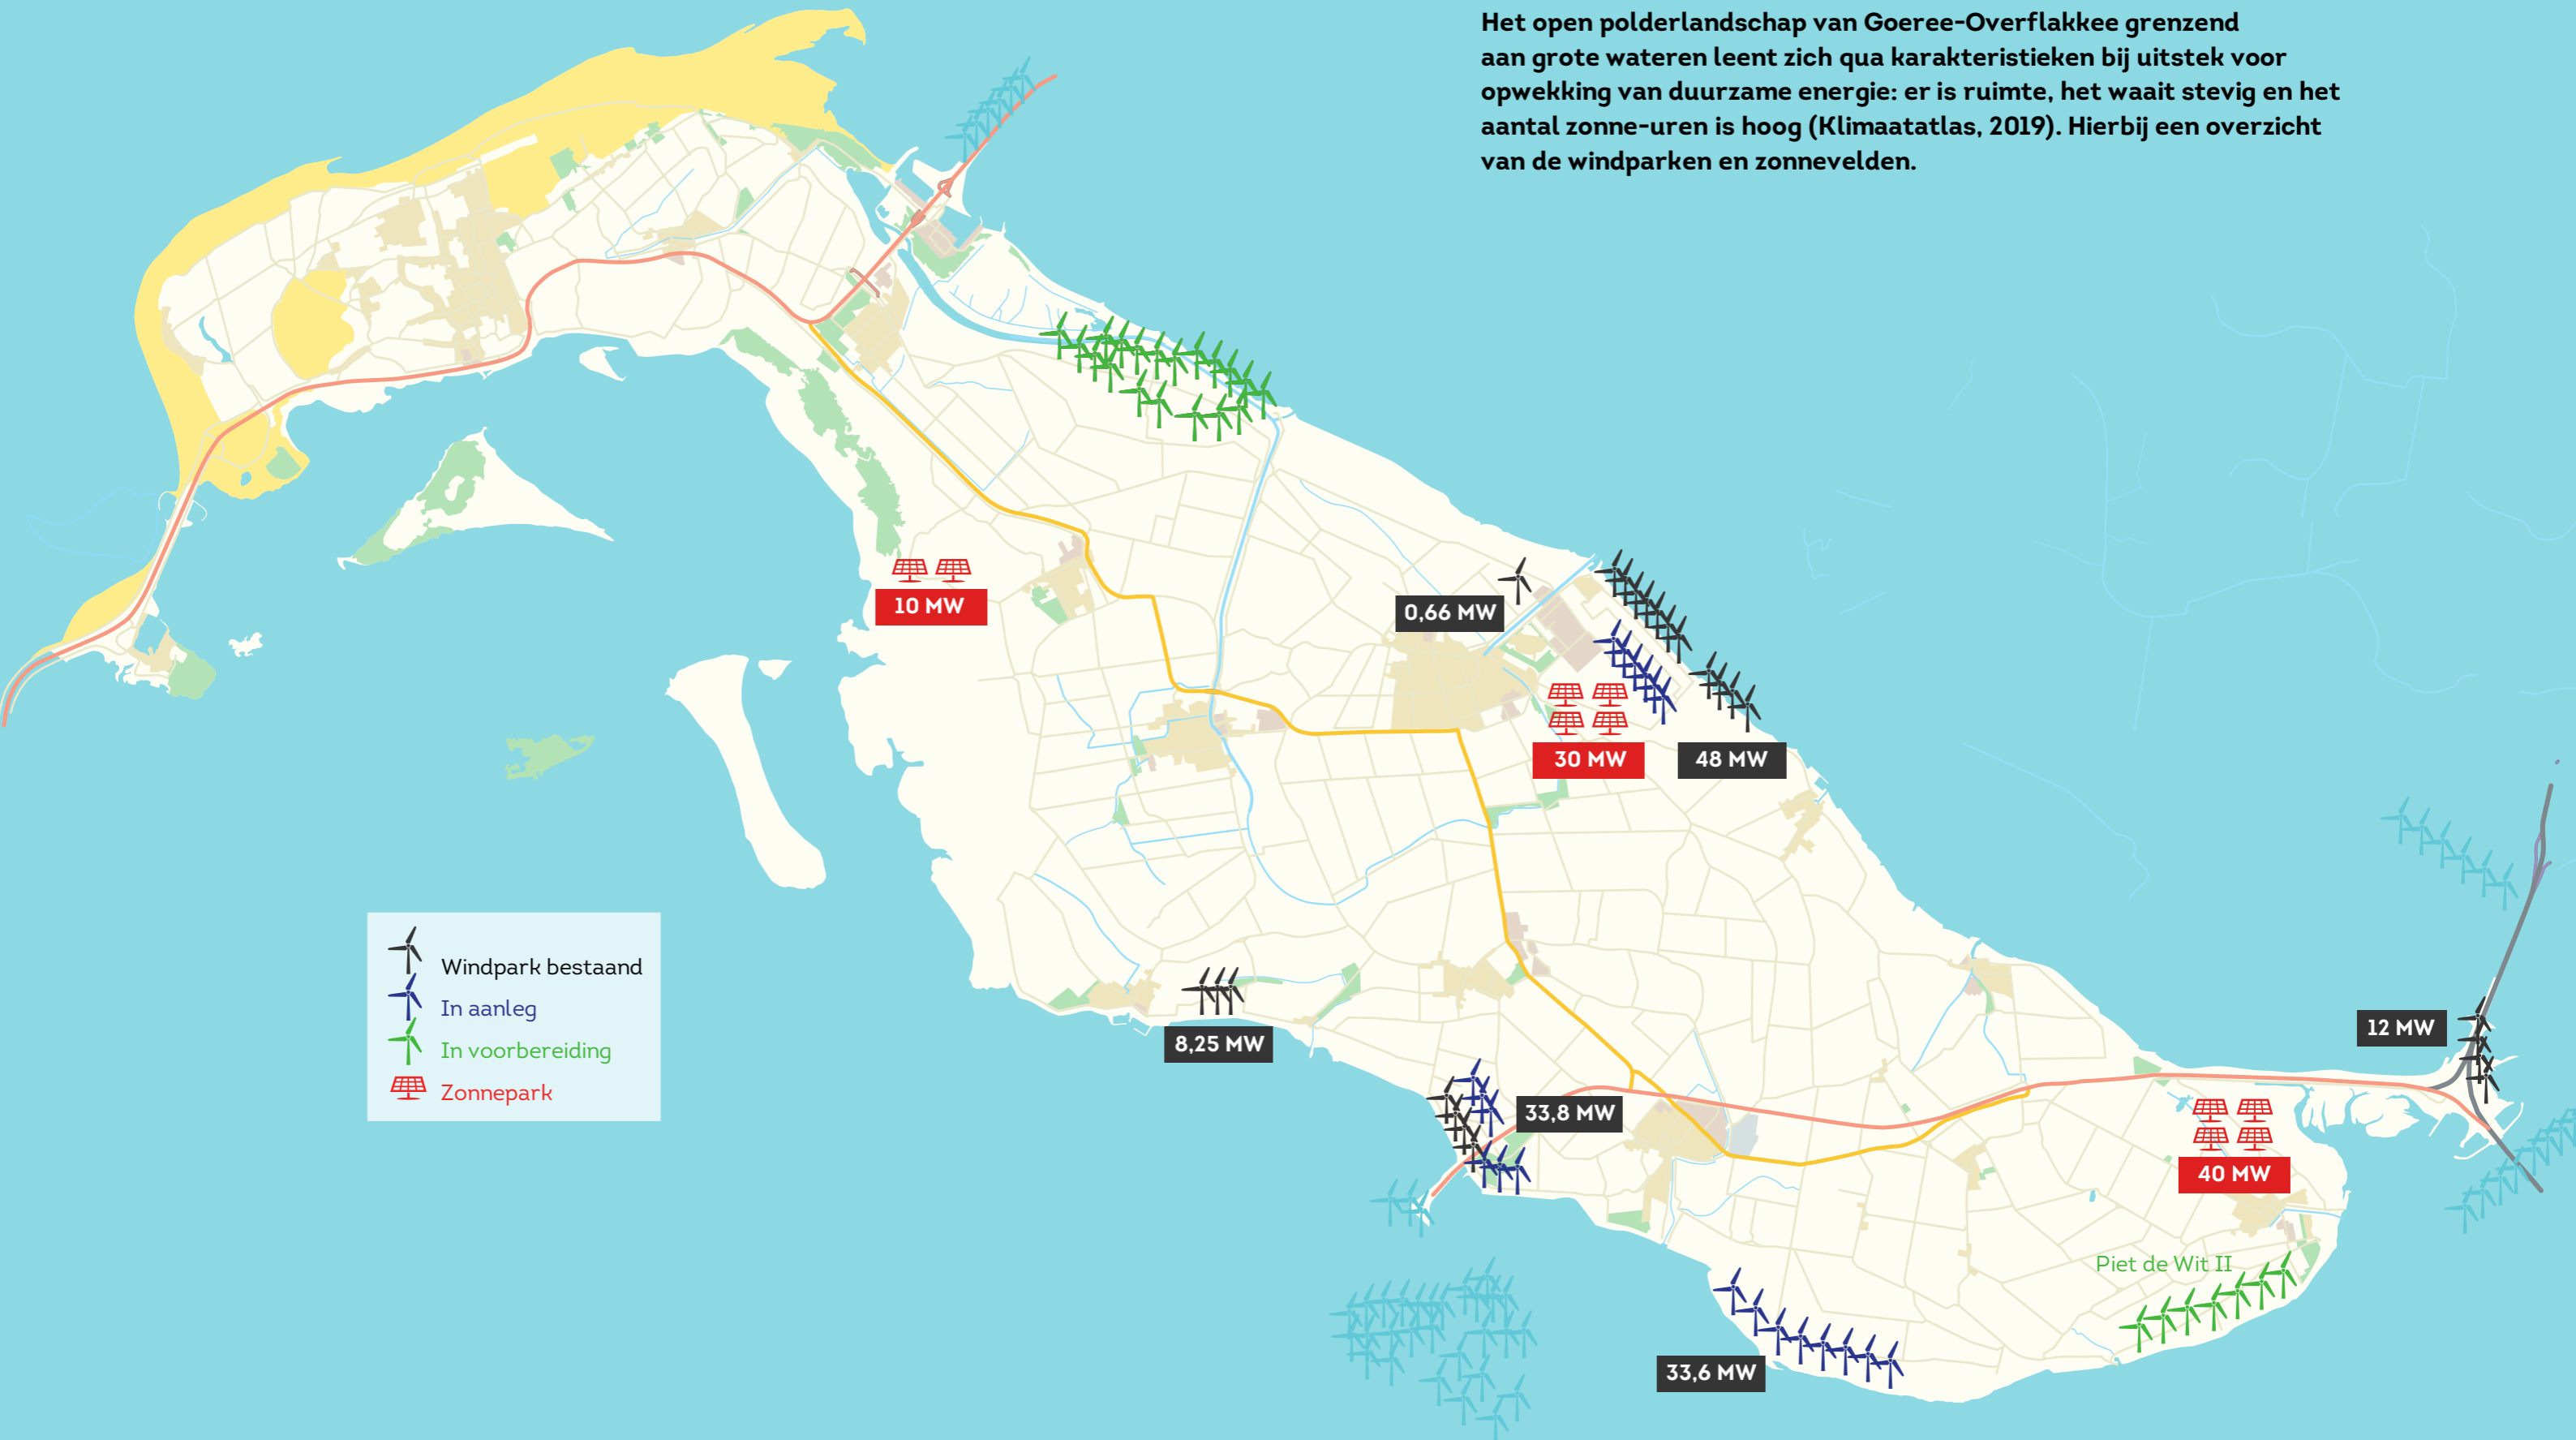 Het open polderlandschap van Goeree-Overflakkee grenzend
aan grote wateren leent zich qua karakteristieken bij uitstek voor
opwekking van duurzame energie: er is ruimte, het waait stevig en het
aantal zonne-uren is hoog (Klimaatatlas, 2019). Hierbij een overzicht
van de windparken en zonnevelden.
10 MW
0,66 MW
30 MW
48 MW
Windpark bestaand
In aanleg
In voorbereiding
Zonnepark
8,25 MW
12 MW
33,8 MW
40 MW
Piet de Wit II
33,6 MW